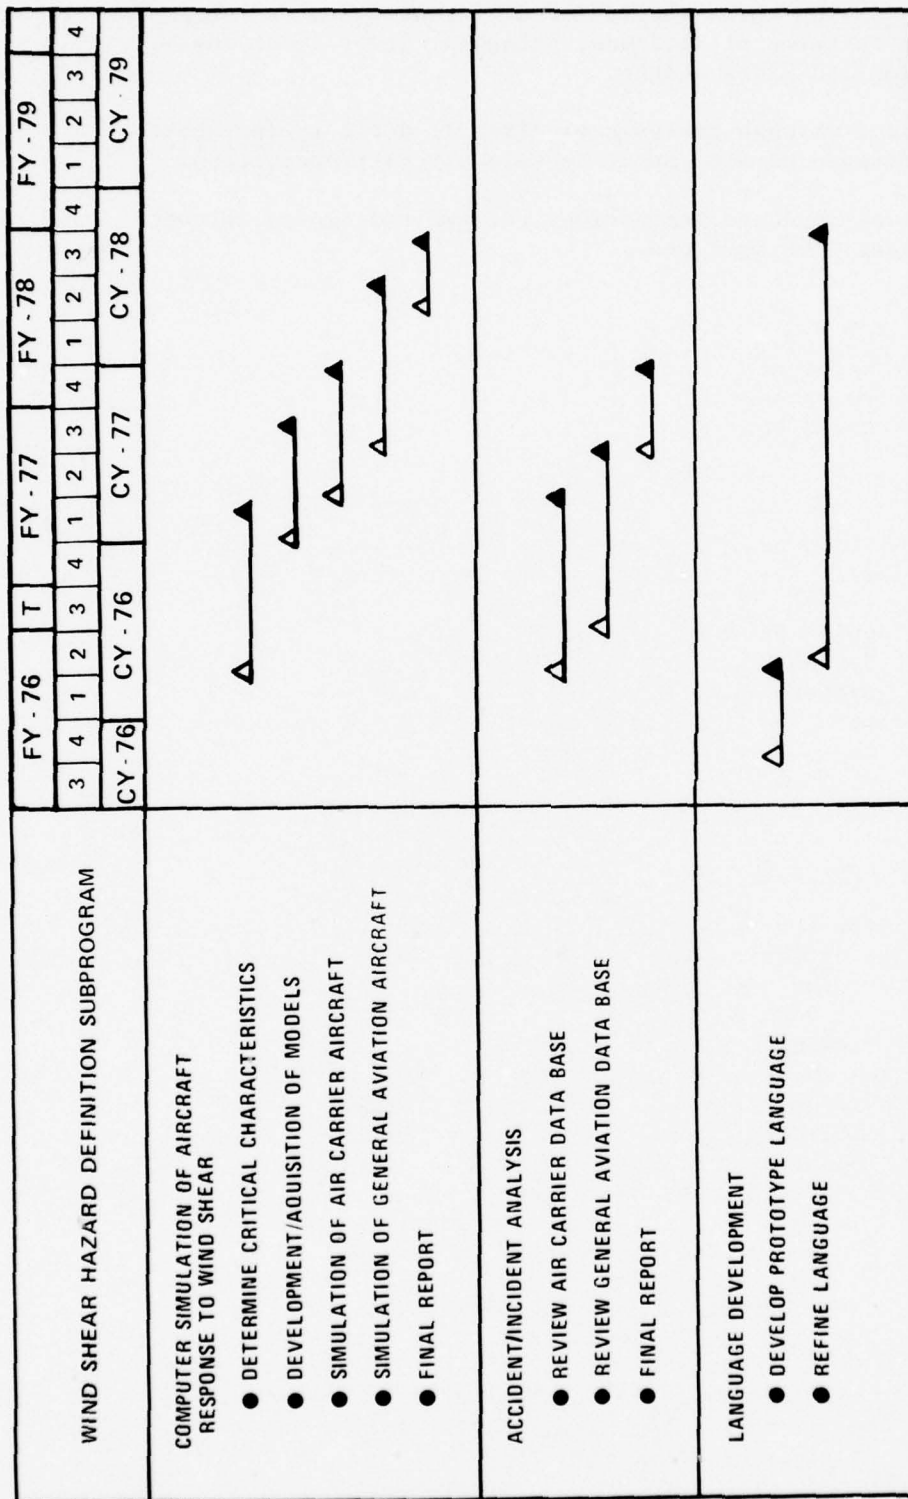 WIND SHEAR HAZARD DEFINITION SUBPROGRAM
FY - 76 T FY - 77 FY - 78 FY - 79
3 4 1 2 3 4 1 2 3 4 1 2 3 4 1 2 3 4
CY - 76 CY - 76 CY - 77 CY - 78 CY - 79
COMPUTER SIMULATION OF AIRCRAFT
RESPONSE TO WIND SHEAR
● DETERMINE CRITICAL CHARACTERISTICS
● DEVELOPMENT/AQUISITION OF MODELS
● SIMULATION OF AIR CARRIER AIRCRAFT
● SIMULATION OF GENERAL AVIATION AIRCRAFT
● FINAL REPORT
ACCIDENT/INCIDENT ANALYSIS
● REVIEW AIR CARRIER DATA BASE
● REVIEW GENERAL AVIATION DATA BASE
● FINAL REPORT
LANGUAGE DEVELOPMENT
● DEVELOP PROTOTYPE LANGUAGE
● REFINE LANGUAGE